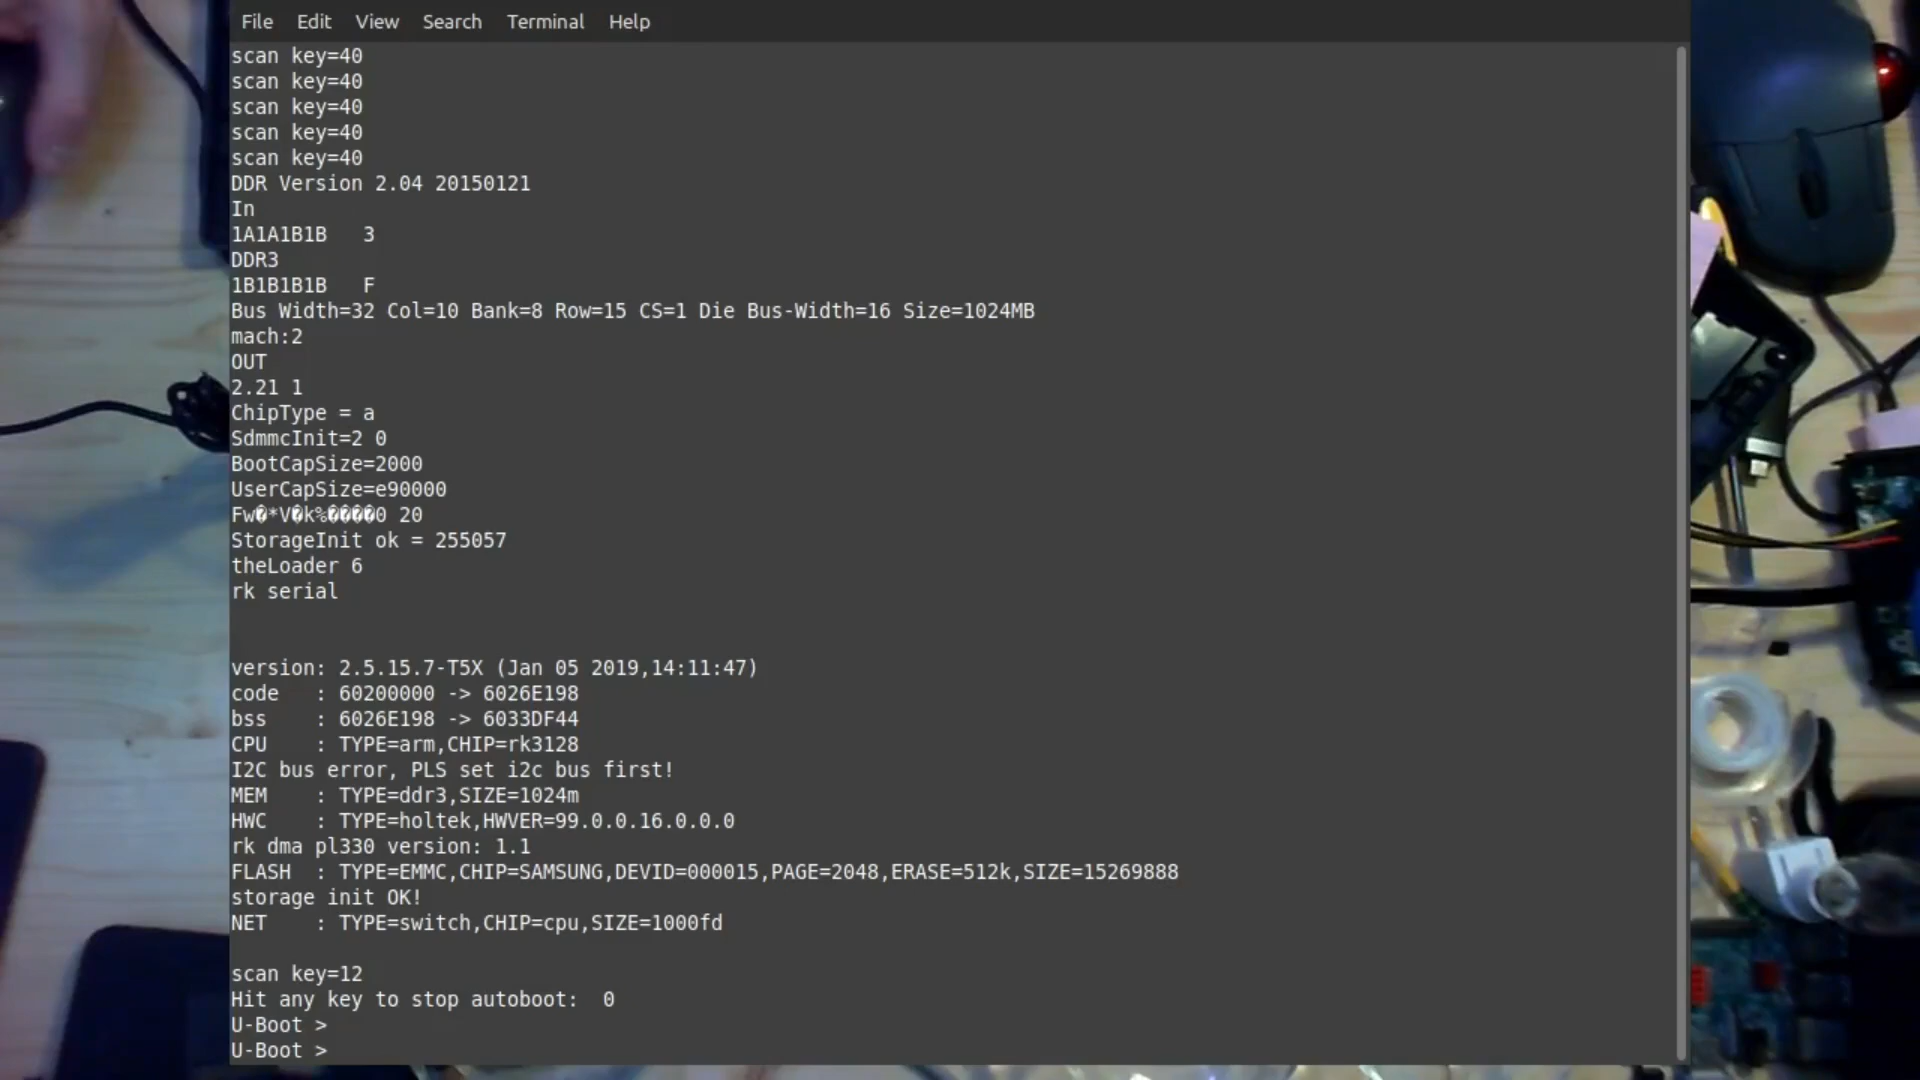 File Edit View Search Terminal Help
scan key=40
scan key=40
scan key=40
scan key=40
scan key=40
DDR Version 2.04 20150121
In
1A1A1B1B   3
DDR3
1B1B1B1B   F
Bus Width=32 Col=10 Bank=8 Row=15 CS=1 Die Bus-Width=16 Size=1024MB
mach:2
OUT
2.21 1
ChipType = a
SdmmcInit=2 0
BootCapSize=2000
UserCapSize=e90000
Fw�*V�k%����0 20
StorageInit ok = 255057
theLoader 6
rk serial
version: 2.5.15.7-T5X (Jan 05 2019,14:11:47)
code   : 60200000 -> 6026E198
bss    : 6026E198 -> 6033DF44
CPU    : TYPE=arm,CHIP=rk3128
I2C bus error, PLS set i2c bus first!
MEM    : TYPE=ddr3,SIZE=1024m
HWC    : TYPE=holtek,HWVER=99.0.0.16.0.0.0
rk dma pl330 version: 1.1
FLASH  : TYPE=EMMC,CHIP=SAMSUNG,DEVID=000015,PAGE=2048,ERASE=512k,SIZE=15269888
storage init OK!
NET    : TYPE=switch,CHIP=cpu,SIZE=1000fd
scan key=12
Hit any key to stop autoboot:  0
U-Boot >
U-Boot >